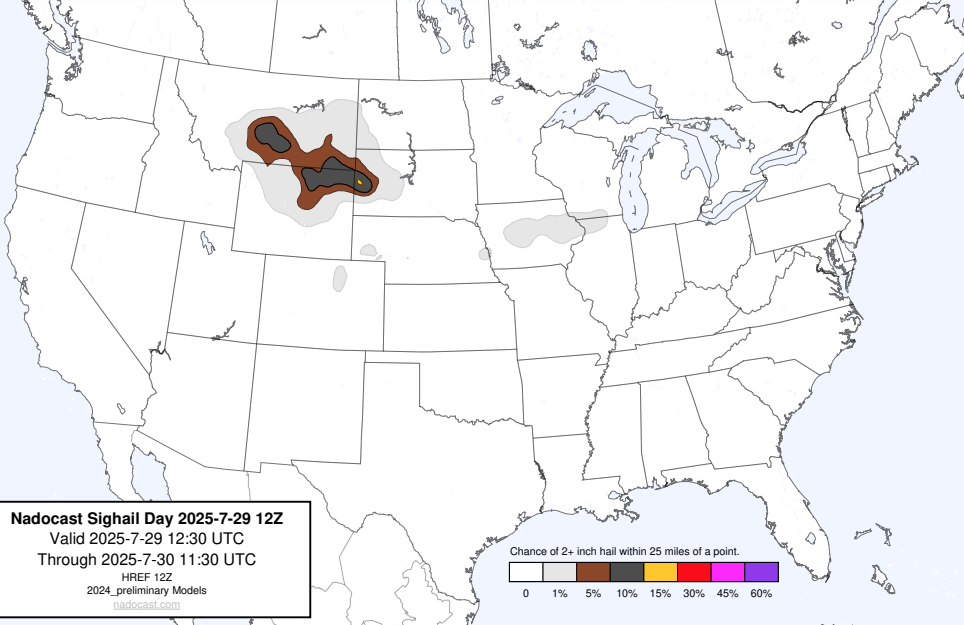 Nadocast Sighail Day 2025-7-29 12Z
Valid 2025-7-29 12:30 UTC
Through 2025-7-30 11:30 UTC
HREF 12Z
2024_preliminary Models
nadocast.com
Chance of 2+ inch hail within 25 miles of a point.
0 1% 5% 10% 15% 30% 45% 60%